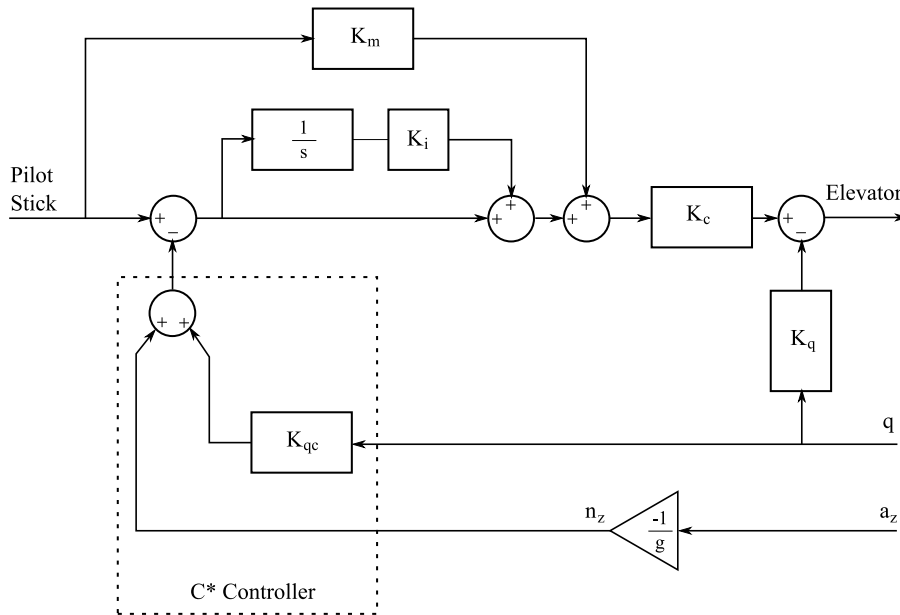 K_m
1
s
K_i
Pilot
Stick
+
−
+
+
+
+
K_c
+
−
Elevator
+
+
K_q
K_qc
q
n_z
-1
g
a_z
C* Controller